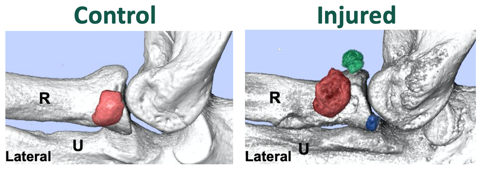 Control
Injured
R
U
Lateral
R
U
Lateral